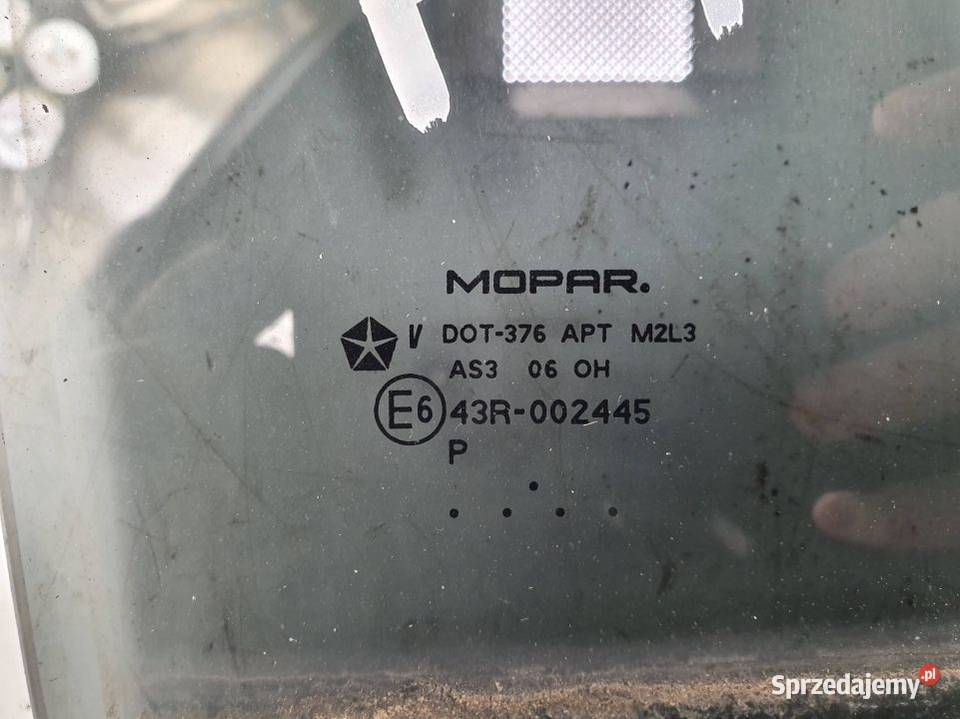 MOPAR.
V DOT-376 APT M2L3
AS3 06 OH
E6 43R-002445
P
Sprzedajemy.pl